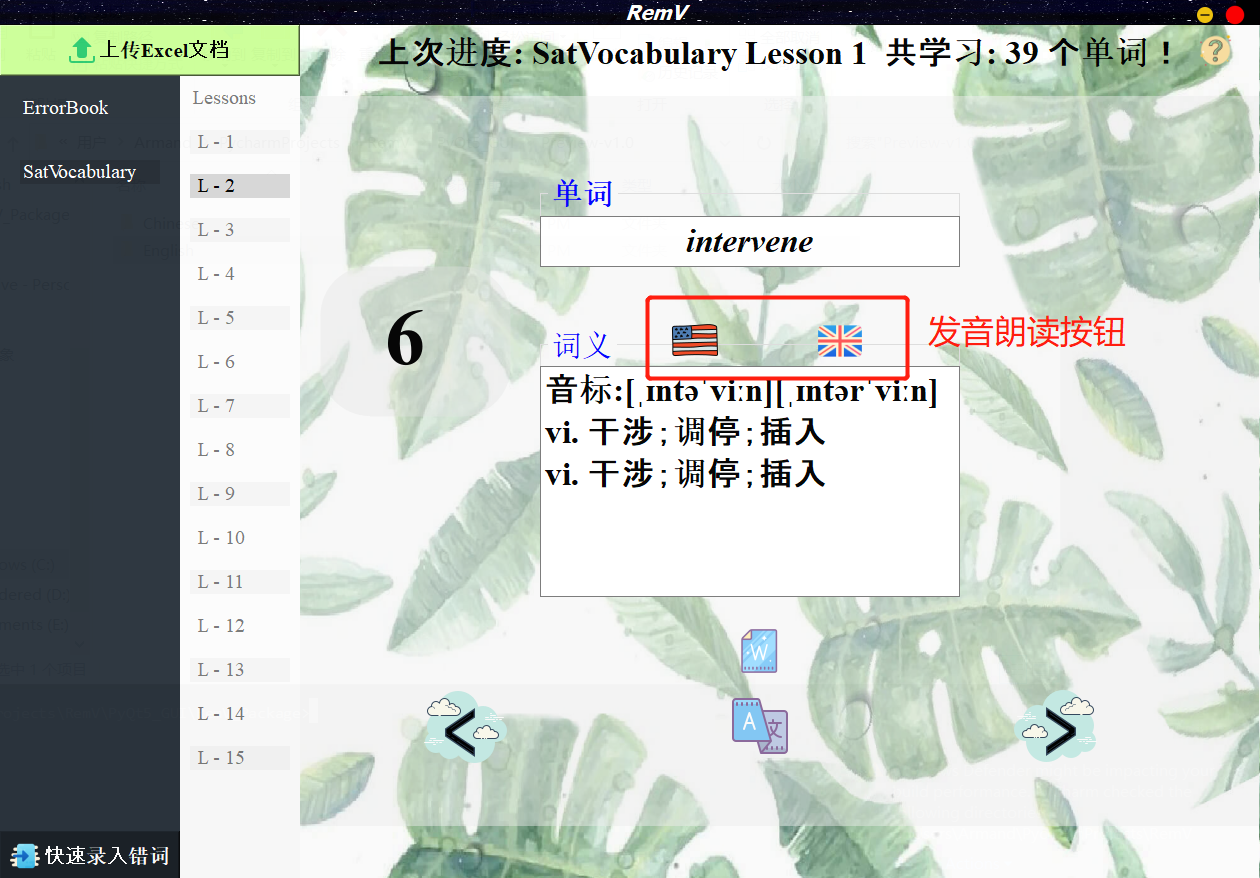 RemV
上传Excel文档
上次进度: SatVocabulary Lesson 1 共学习: 39 个单词！
?
ErrorBook
SatVocabulary
Lessons
L - 1
L - 2
L - 3
L - 4
L - 5
L - 6
L - 7
L - 8
L - 9
L - 10
L - 11
L - 12
L - 13
L - 14
L - 15
单词
intervene
6
词义
发音朗读按钮
音标:[ˌɪntəˈviːn][ˌɪntərˈviːn]
vi. 干涉;调停;插入
vi. 干涉;调停;插入
W
A 文
<
>
快速录入错词